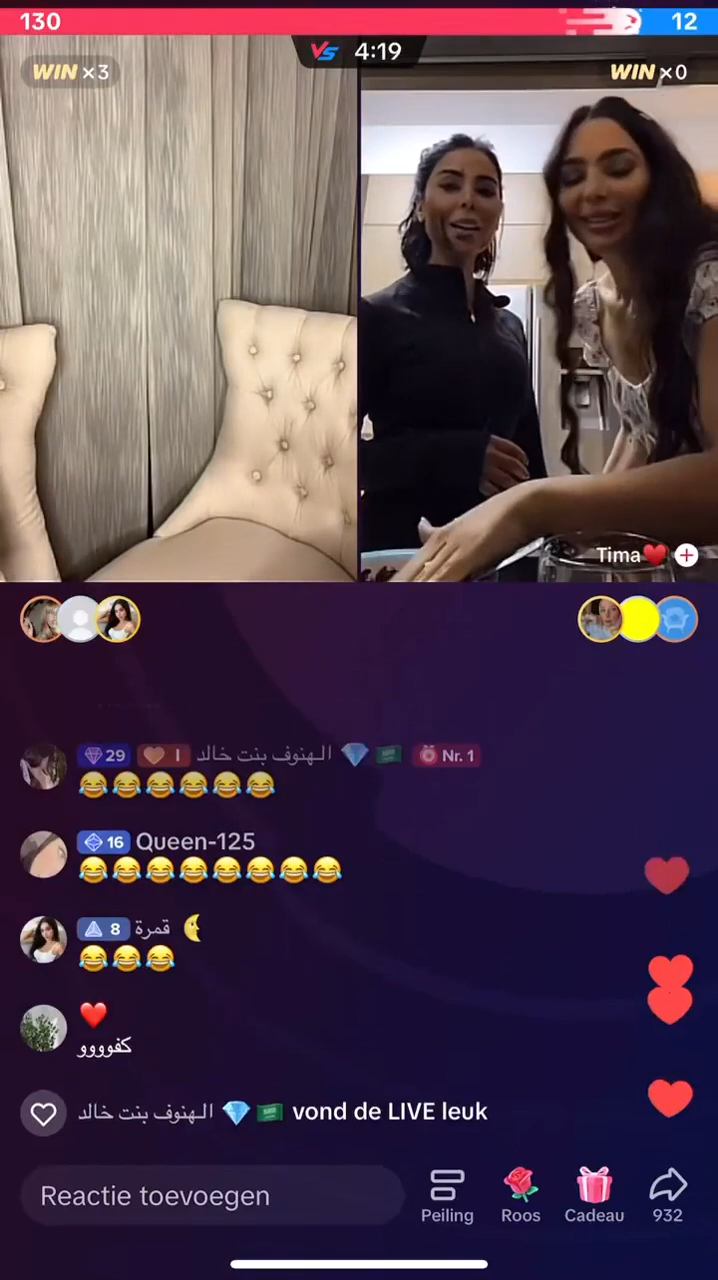 130
12
VS 4:19
WIN ×3
WIN ×0
Tima❤️
29 I الهنوف بنت خالد 💎 🇸🇦 Nr. 1
😂😂😂😂😂😂
16 Queen-125
😂😂😂😂😂😂😂😂
8 قمرة 🌛
😂😂😂
❤️
كفوووو
الهنوف بنت خالد 💎 🇸🇦 vond de LIVE leuk
Reactie toevoegen
Peiling
Roos
Cadeau
932